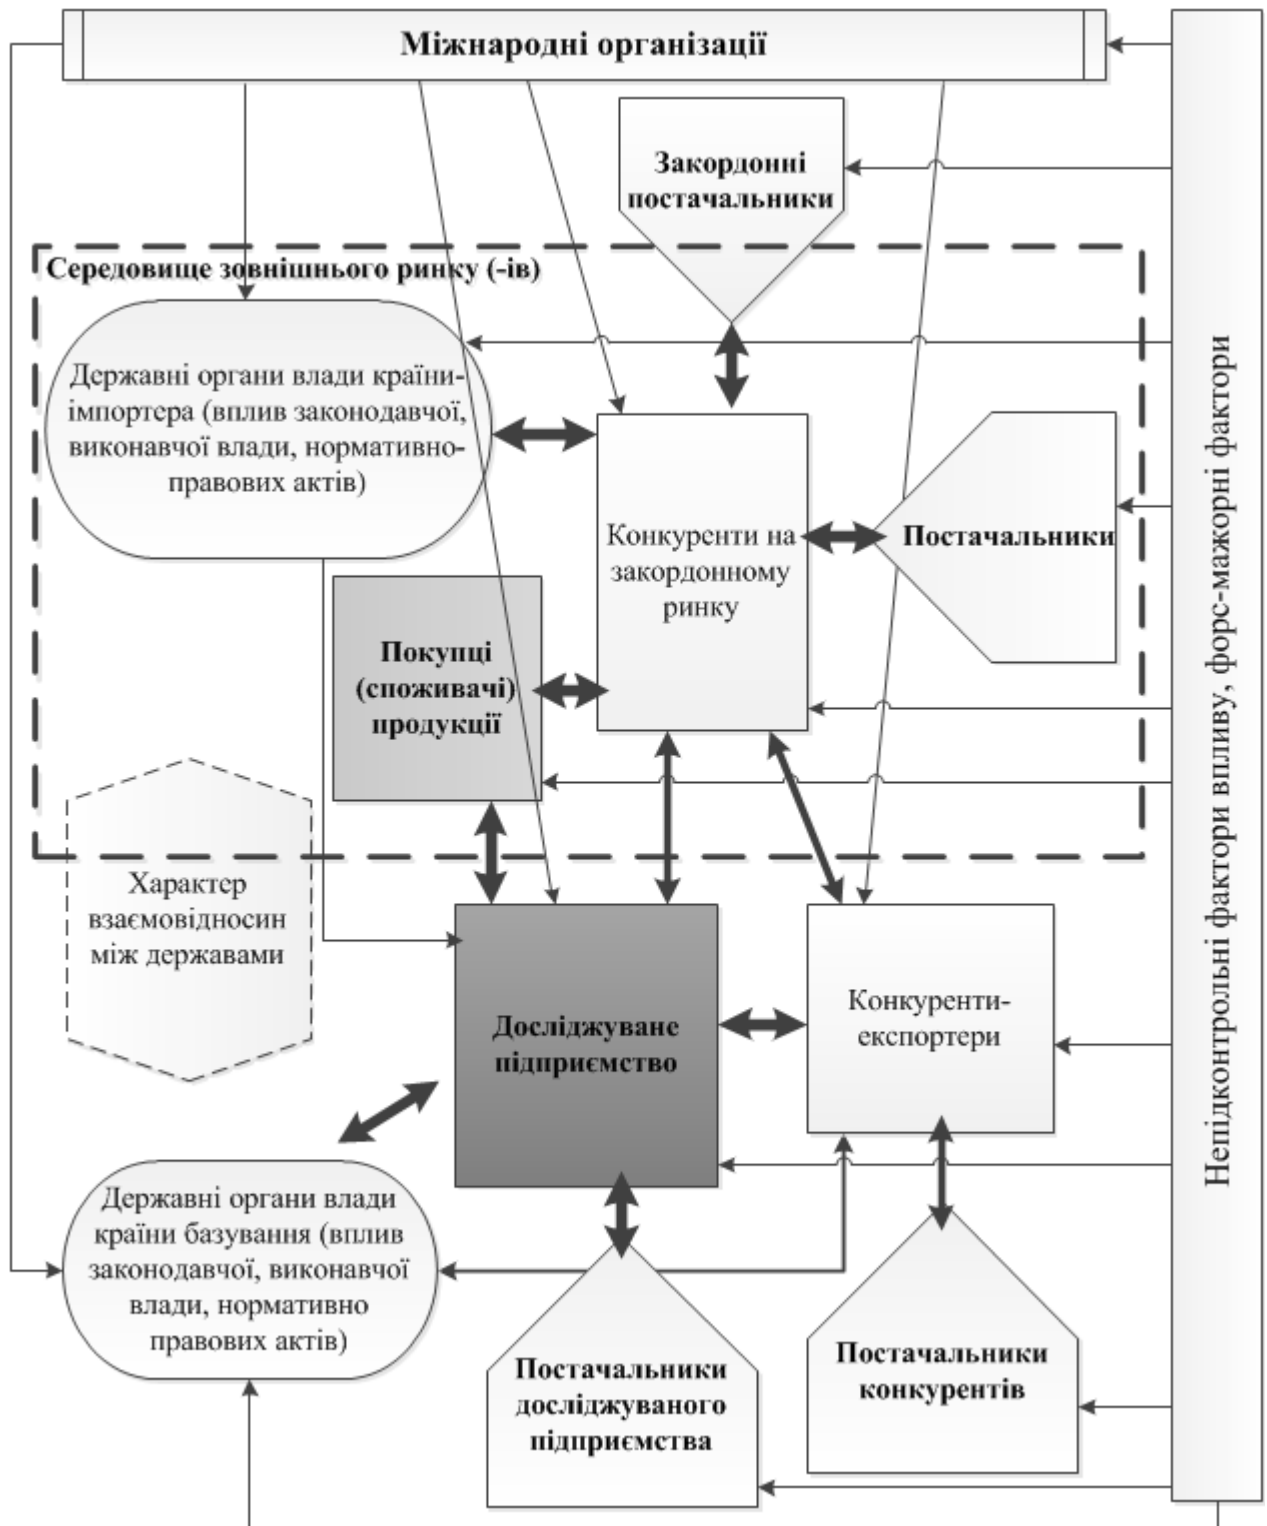 Міжнародні організації
Закордонні
постачальники
Середовище зовнішнього ринку (-ів)
Державні органи влади країни-
імпортера (вплив законодавчої,
виконавчої влади, нормативно-
правових актів)
Конкуренти на
закордонному
ринку
Постачальники
Покупці
(споживачі)
продукції
Характер
взаємовідносин
між державами
Досліджуване
підприємство
Конкуренти-
експортери
Державні органи влади
країни базування (вплив
законодавчої, виконавчої
влади, нормативно
правових актів)
Постачальники
досліджуваного
підприємства
Постачальники
конкурентів
Непідконтрольні фактори впливу, форс-мажорні фактори